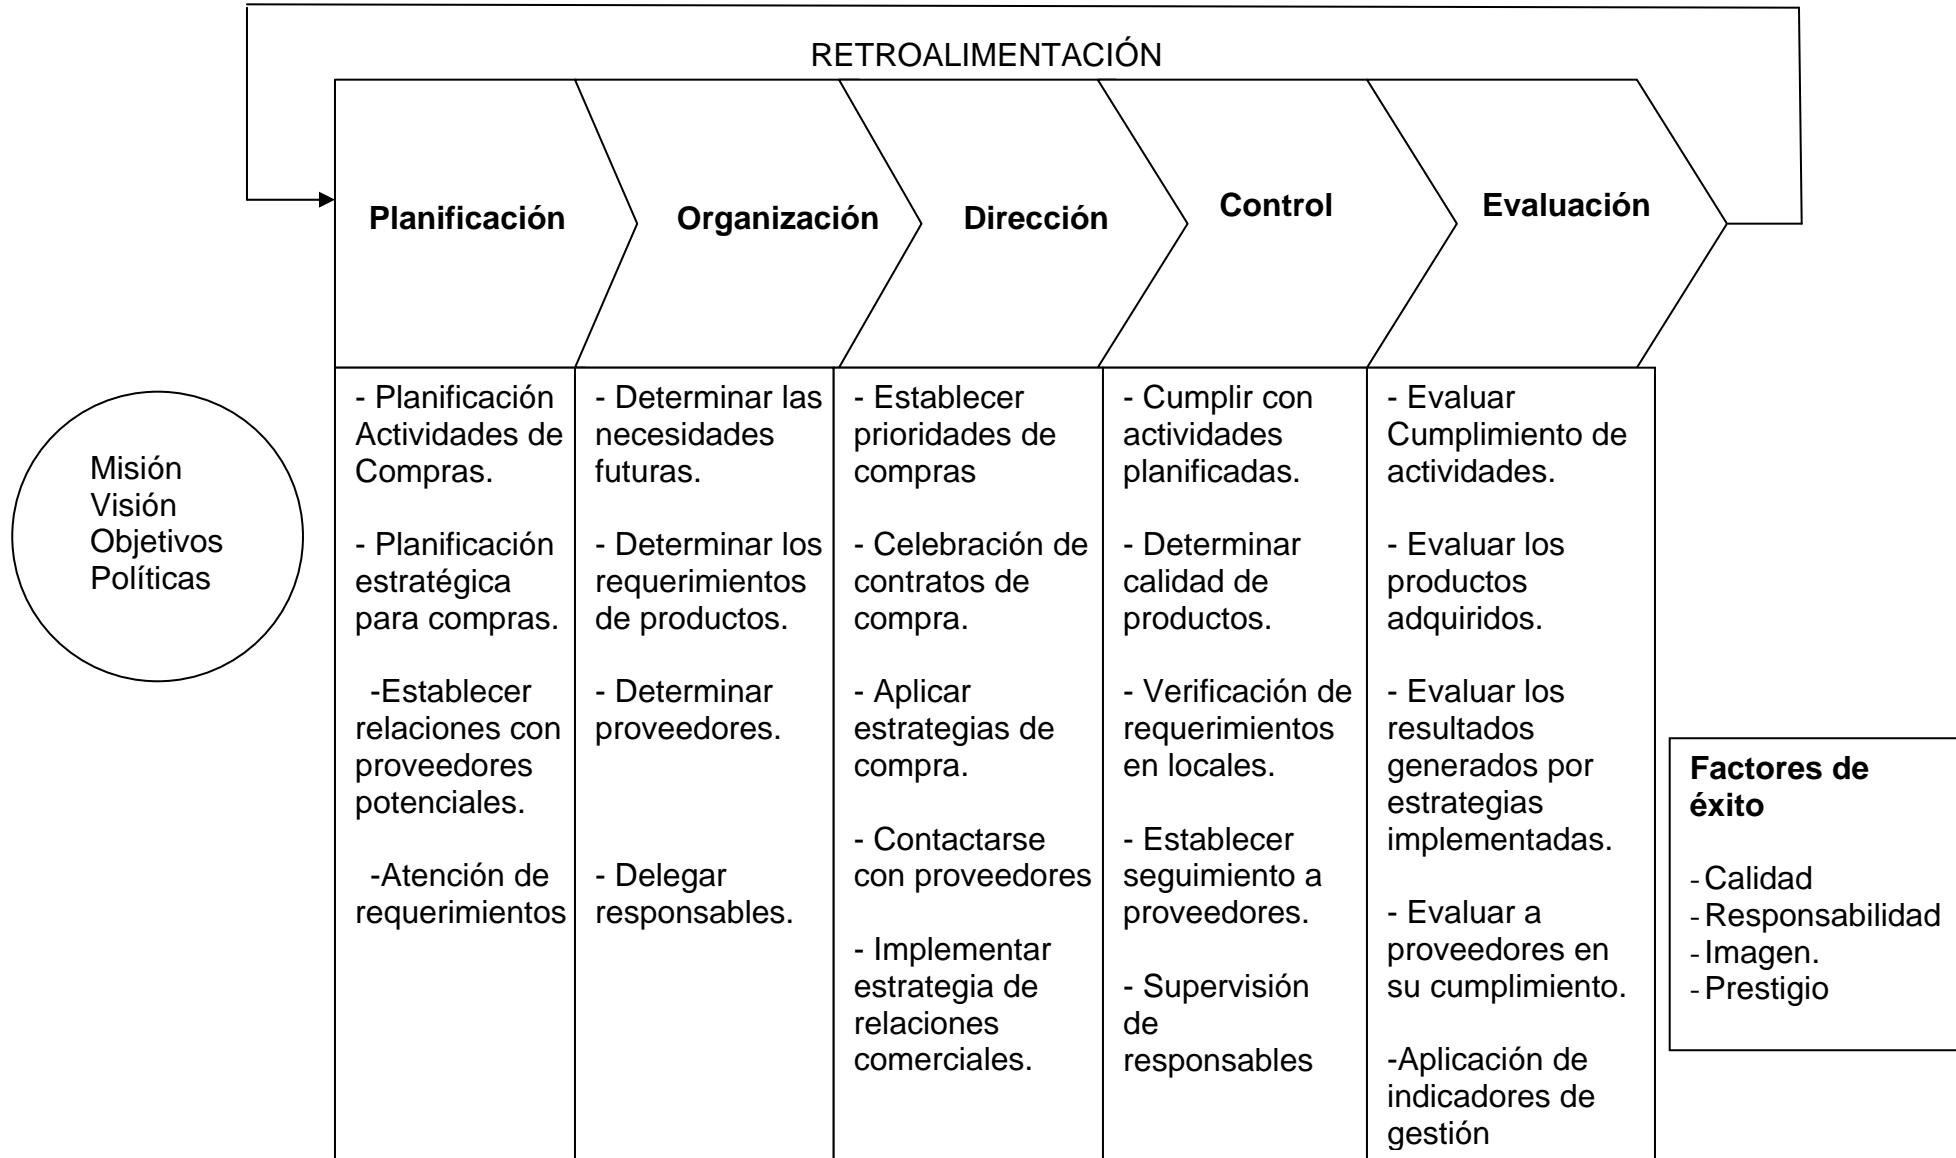 RETROALIMENTACIÓN
Planificación
Organización
Dirección
Control
Evaluación
Misión
Visión
Objetivos
Políticas
- Planificación
Actividades de
Compras.
- Planificación
estratégica
para compras.
-Establecer
relaciones con
proveedores
potenciales.
-Atención de
requerimientos
- Determinar las
necesidades
futuras.
- Determinar los
requerimientos
de productos.
- Determinar
proveedores.
- Delegar
responsables.
- Establecer
prioridades de
compras
- Celebración de
contratos de
compra.
- Aplicar
estrategias de
compra.
- Contactarse
con proveedores
- Implementar
estrategia de
relaciones
comerciales.
- Cumplir con
actividades
planificadas.
- Determinar
calidad de
productos.
- Verificación de
requerimientos
en locales.
- Establecer
seguimiento a
proveedores.
- Supervisión
de
responsables
- Evaluar
Cumplimiento de
actividades.
- Evaluar los
productos
adquiridos.
- Evaluar los
resultados
generados por
estrategias
implementadas.
- Evaluar a
proveedores en
su cumplimiento.
-Aplicación de
indicadores de
gestión
Factores de
éxito
- Calidad
- Responsabilidad
- Imagen.
- Prestigio